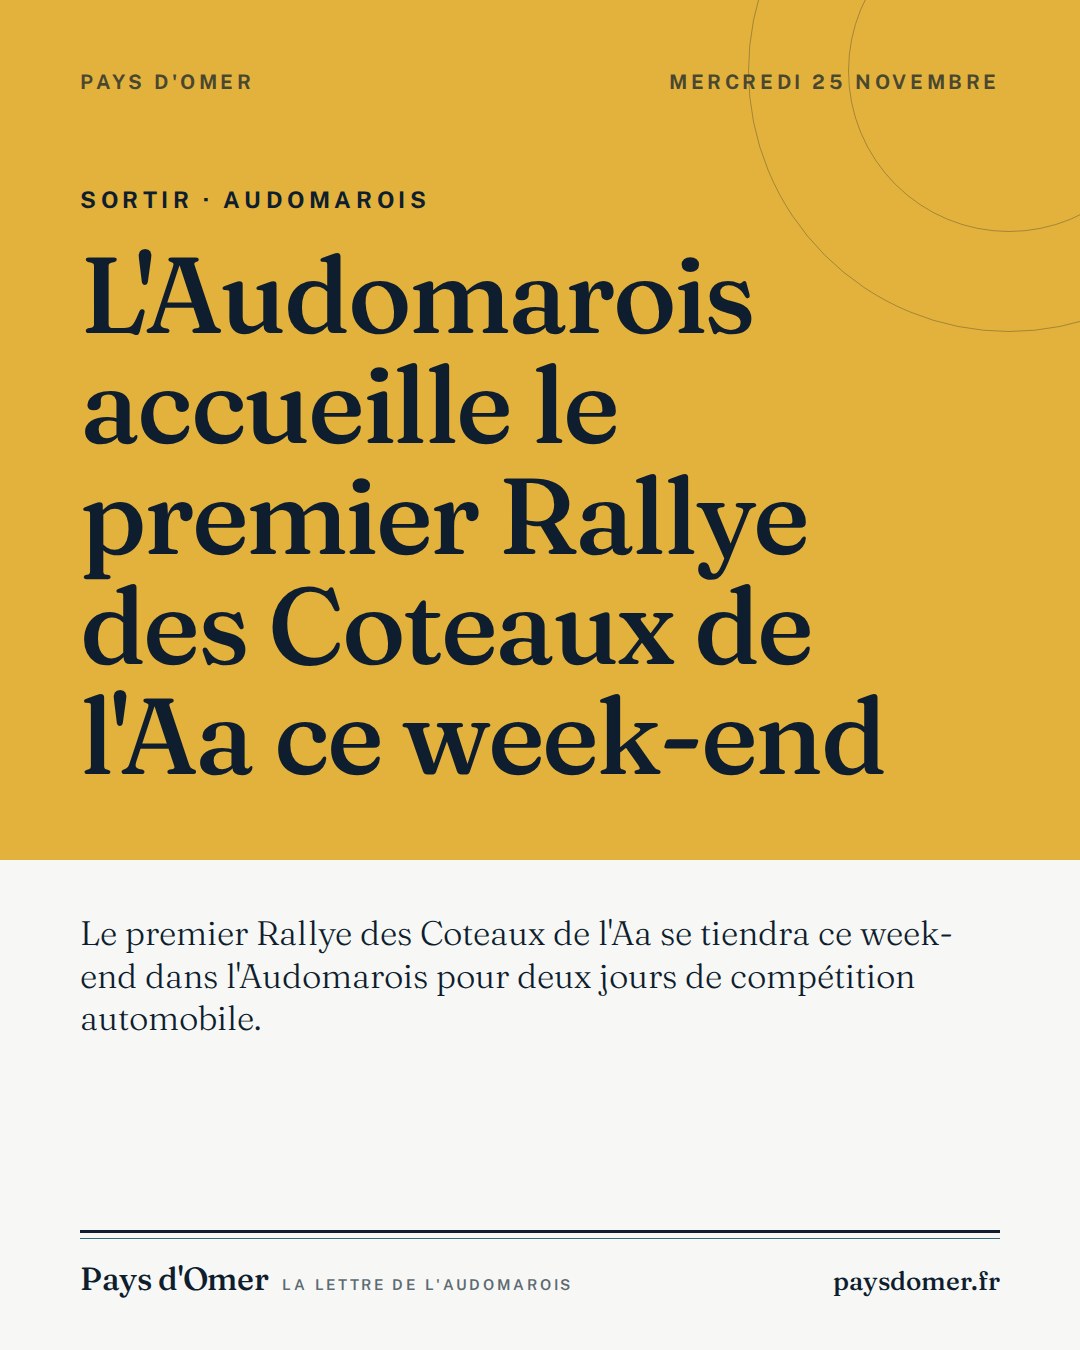 PAYS D'OMER
MERCREDI 25 NOVEMBRE
SORTIR · AUDOMAROIS
L'Audomarois
accueille le
premier Rallye
des Coteaux de
l'Aa ce week-end
Le premier Rallye des Coteaux de l'Aa se tiendra ce week-
end dans l'Audomarois pour deux jours de compétition
automobile.
Pays d'Omer LA LETTRE DE L'AUDOMAROIS
paysdomer.fr